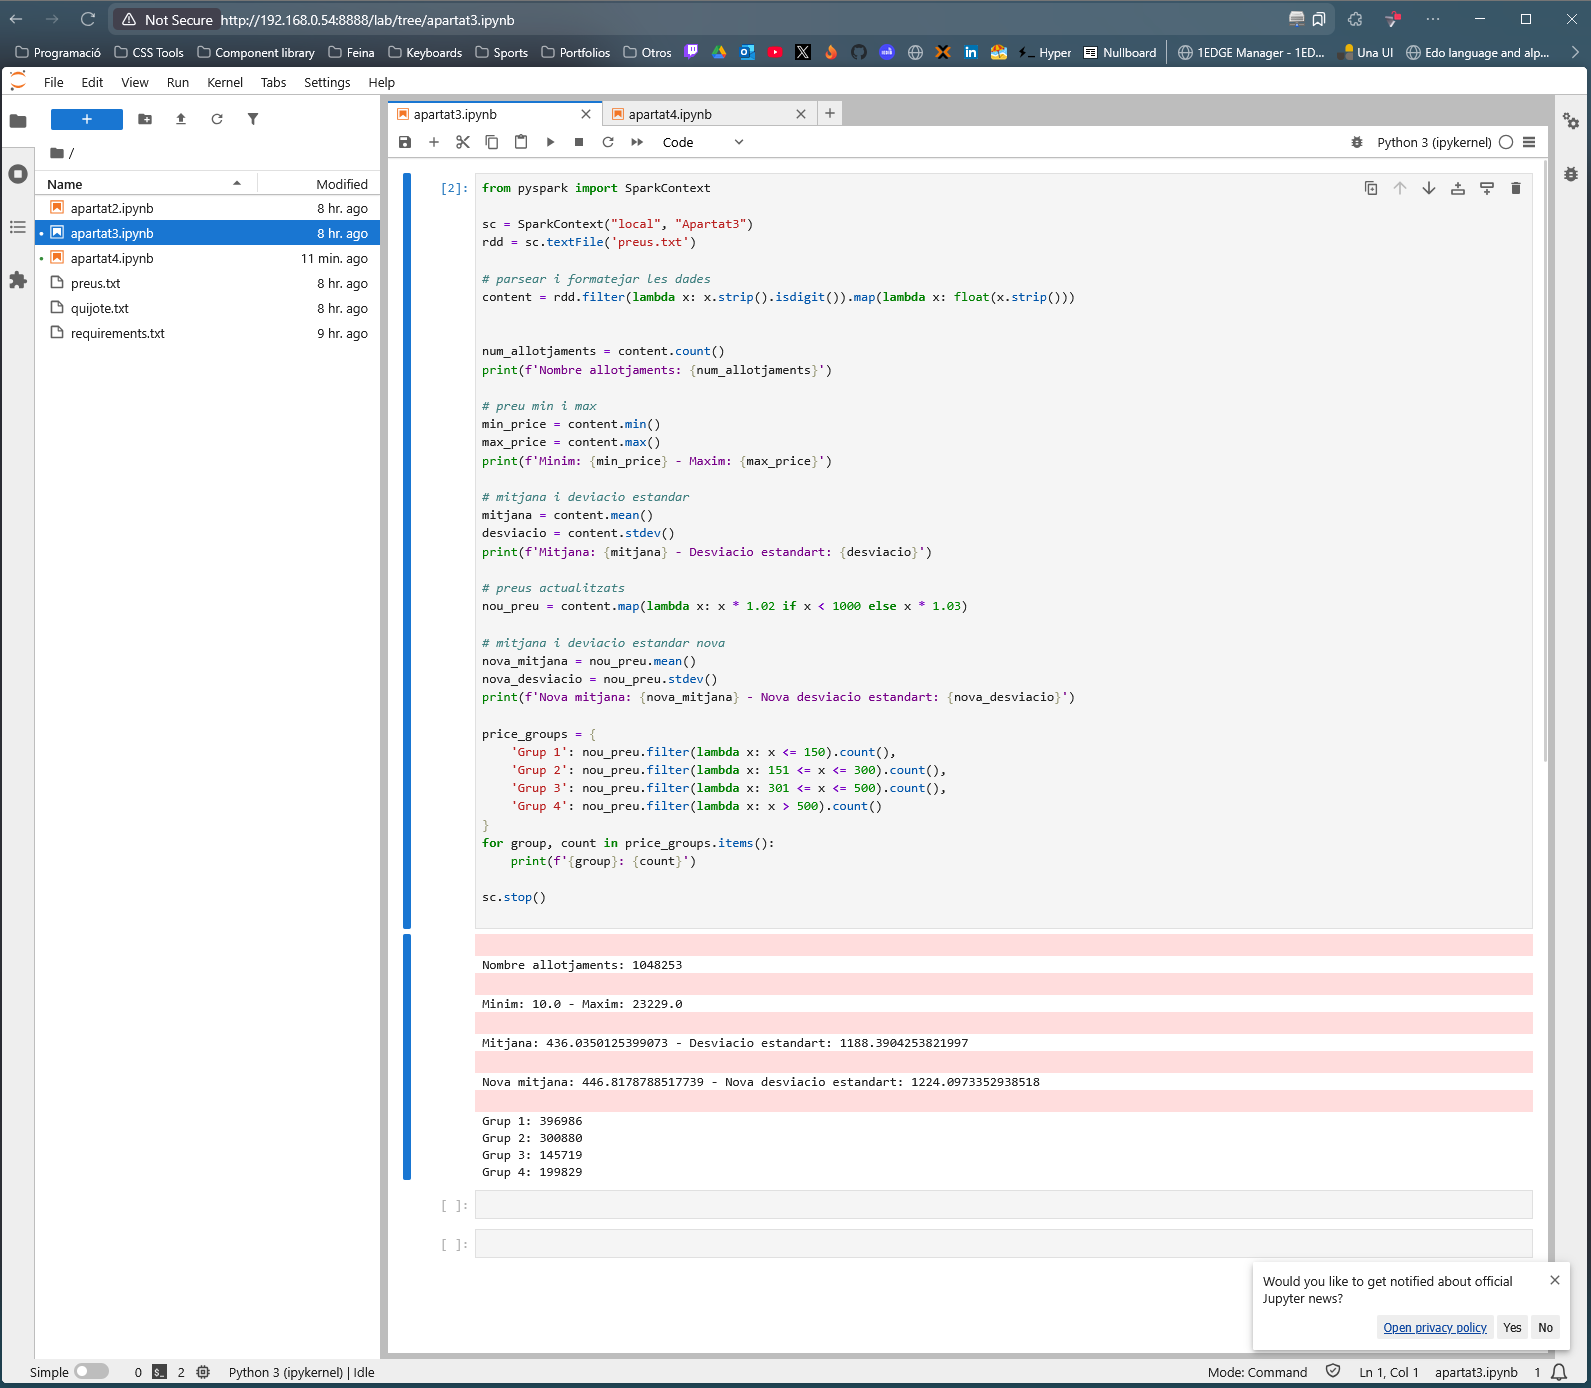 Not Secure http://192.168.0.54:8888/lab/tree/apartat3.ipynb
Programació CSS Tools Component library Feina Keyboards Sports Portfolios Otros Hyper Nullboard 1EDGE Manager - 1ED... Una UI Edo language and alp...
File Edit View Run Kernel Tabs Settings Help
apartat3.ipynb apartat4.ipynb
Code Python 3 (ipykernel)
/
Name Modified
apartat2.ipynb 8 hr. ago
apartat3.ipynb 8 hr. ago
apartat4.ipynb 11 min. ago
preus.txt 8 hr. ago
quijote.txt 8 hr. ago
requirements.txt 9 hr. ago
[2]: from pyspark import SparkContext
sc = SparkContext("local", "Apartat3")
rdd = sc.textFile('preus.txt')
# parsear i formatejar les dades
content = rdd.filter(lambda x: x.strip().isdigit()).map(lambda x: float(x.strip()))
num_allotjaments = content.count()
print(f'Nombre allotjaments: {num_allotjaments}')
# preu min i max
min_price = content.min()
max_price = content.max()
print(f'Minim: {min_price} - Maxim: {max_price}')
# mitjana i deviacio estandar
mitjana = content.mean()
desviacio = content.stdev()
print(f'Mitjana: {mitjana} - Desviacio estandart: {desviacio}')
# preus actualitzats
nou_preu = content.map(lambda x: x * 1.02 if x < 1000 else x * 1.03)
# mitjana i deviacio estandar nova
nova_mitjana = nou_preu.mean()
nova_desviacio = nou_preu.stdev()
print(f'Nova mitjana: {nova_mitjana} - Nova desviacio estandart: {nova_desviacio}')
price_groups = {
'Grup 1': nou_preu.filter(lambda x: x <= 150).count(),
'Grup 2': nou_preu.filter(lambda x: 151 <= x <= 300).count(),
'Grup 3': nou_preu.filter(lambda x: 301 <= x <= 500).count(),
'Grup 4': nou_preu.filter(lambda x: x > 500).count()
}
for group, count in price_groups.items():
print(f'{group}: {count}')
sc.stop()
Nombre allotjaments: 1048253
Minim: 10.0 - Maxim: 23229.0
Mitjana: 436.0350125399073 - Desviacio estandart: 1188.3904253821997
Nova mitjana: 446.8178788517739 - Nova desviacio estandart: 1224.0973352938518
Grup 1: 396986
Grup 2: 300880
Grup 3: 145719
Grup 4: 199829
[ ]:
[ ]:
Would you like to get notified about official
Jupyter news?
Open privacy policy Yes No
Simple 0 2 Python 3 (ipykernel) | Idle Mode: Command Ln 1, Col 1 apartat3.ipynb 1